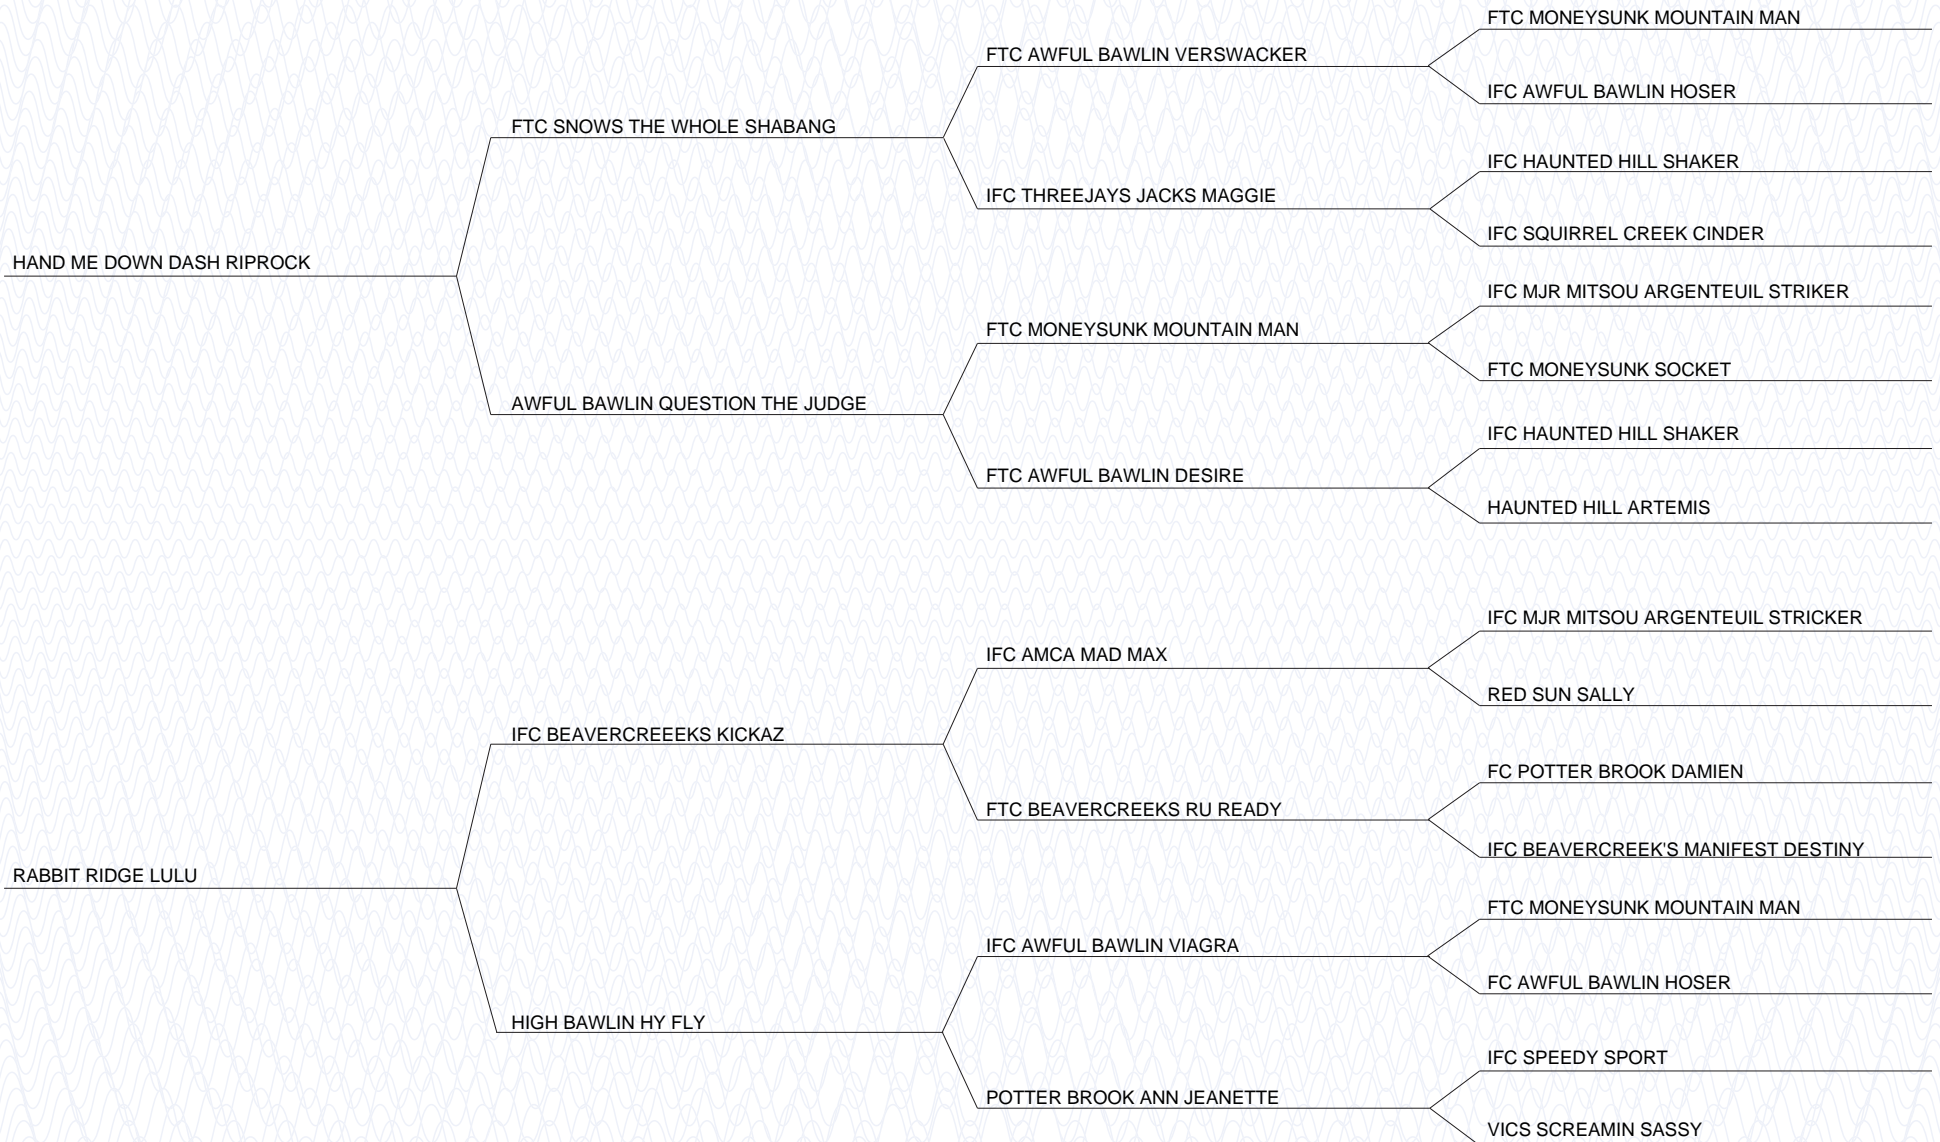 FTC MONEYSUNK MOUNTAIN MAN
FTC AWFUL BAWLIN VERSWACKER
IFC AWFUL BAWLIN HOSER
FTC SNOWS THE WHOLE SHABANG
IFC HAUNTED HILL SHAKER
IFC THREEJAYS JACKS MAGGIE
IFC SQUIRREL CREEK CINDER
HAND ME DOWN DASH RIPROCK
IFC MJR MITSOU ARGENTEUIL STRIKER
FTC MONEYSUNK MOUNTAIN MAN
FTC MONEYSUNK SOCKET
AWFUL BAWLIN QUESTION THE JUDGE
IFC HAUNTED HILL SHAKER
FTC AWFUL BAWLIN DESIRE
HAUNTED HILL ARTEMIS
IFC MJR MITSOU ARGENTEUIL STRICKER
IFC AMCA MAD MAX
RED SUN SALLY
IFC BEAVERCREEEKS KICKAZ
FC POTTER BROOK DAMIEN
FTC BEAVERCREEKS RU READY
IFC BEAVERCREEK'S MANIFEST DESTINY
RABBIT RIDGE LULU
FTC MONEYSUNK MOUNTAIN MAN
IFC AWFUL BAWLIN VIAGRA
FC AWFUL BAWLIN HOSER
HIGH BAWLIN HY FLY
IFC SPEEDY SPORT
POTTER BROOK ANN JEANETTE
VICS SCREAMIN SASSY